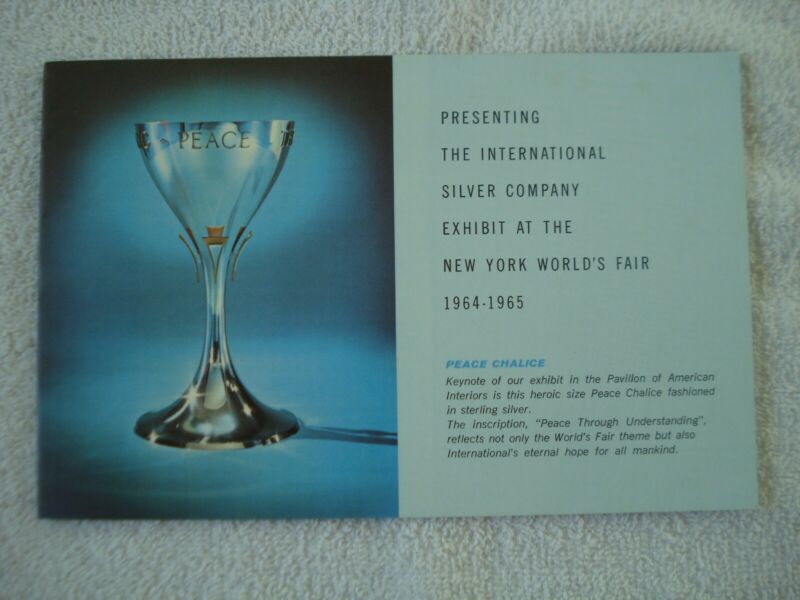 PEACE
PRESENTING
THE INTERNATIONAL
SILVER COMPANY
EXHIBIT AT THE
NEW YORK WORLD'S FAIR
1964-1965
PEACE CHALICE
Keynote of our exhibit in the Pavilion of American
Interiors is this heroic size Peace Chalice fashioned
in sterling silver.
The inscription, "Peace Through Understanding",
reflects not only the World's Fair theme but also
International's eternal hope for all mankind.